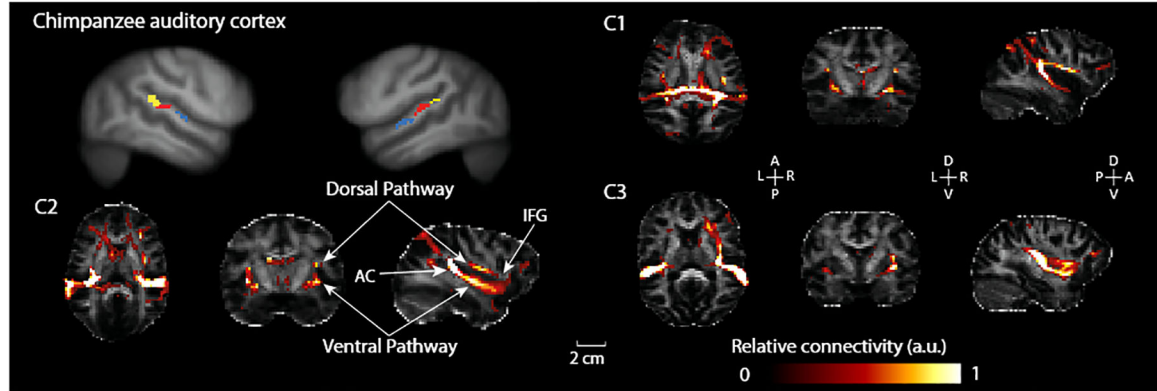 Chimpanzee auditory cortex
C1
Dorsal Pathway
A
L R
P
D
L R
V
D
P A
V
C2
IFG
C3
AC
Ventral Pathway
2 cm
Relative connectivity (a.u.)
0 1